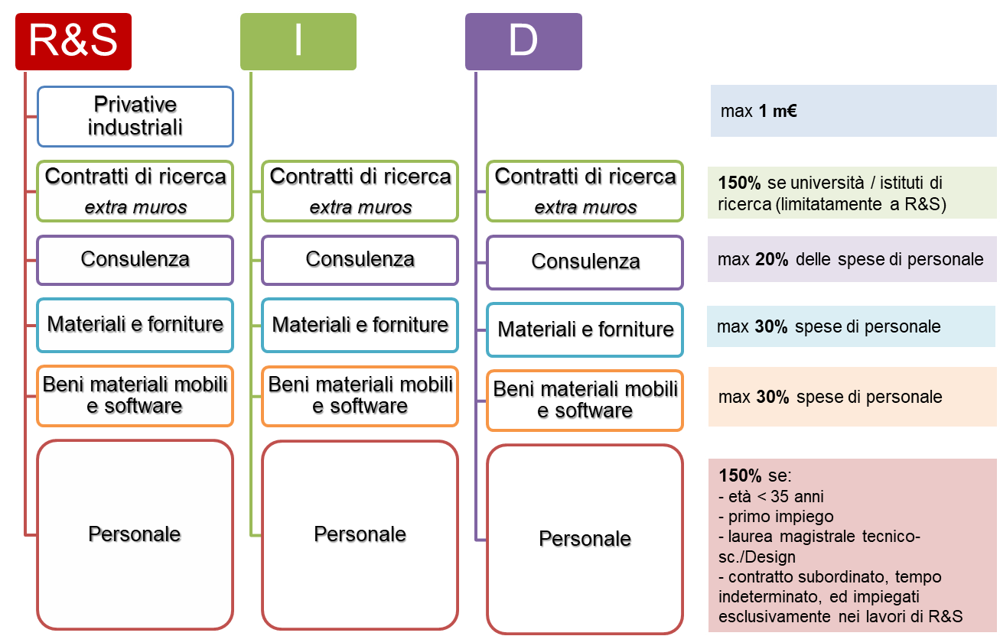 R&S
I
D
Privative
industriali
max 1 m€
Contratti di ricerca
extra muros
Contratti di ricerca
extra muros
Contratti di ricerca
extra muros
150% se università / istituti di
ricerca (limitatamente a R&S)
Consulenza
Consulenza
Consulenza
max 20% delle spese di personale
Materiali e forniture
Materiali e forniture
Materiali e forniture
max 30% spese di personale
Beni materiali mobili
e software
Beni materiali mobili
e software
Beni materiali mobili
e software
max 30% spese di personale
Personale
Personale
Personale
150% se:
- età < 35 anni
- primo impiego
- laurea magistrale tecnico-
sc./Design
- contratto subordinato, tempo
indeterminato, ed impiegati
esclusivamente nei lavori di R&S